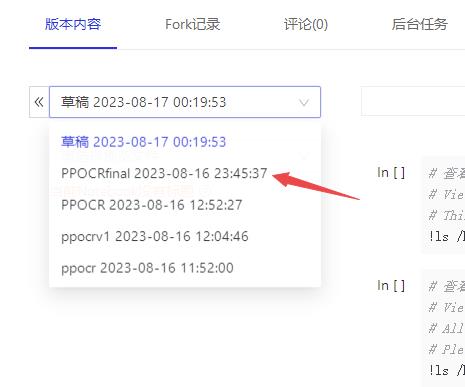 版本内容 Fork记录 评论(0) 后台任务
« 草稿 2023-08-17 00:19:53
草稿 2023-08-17 00:19:53
PPOCRfinal 2023-08-16 23:45:37
PPOCR 2023-08-16 12:52:27
ppocrv1 2023-08-16 12:04:46
ppocr 2023-08-16 11:52:00
In [ ]
# 查看
# Vie
# Thi
!ls /
In [ ]
# 查看
# Vie
# All
# Ple
!ls /